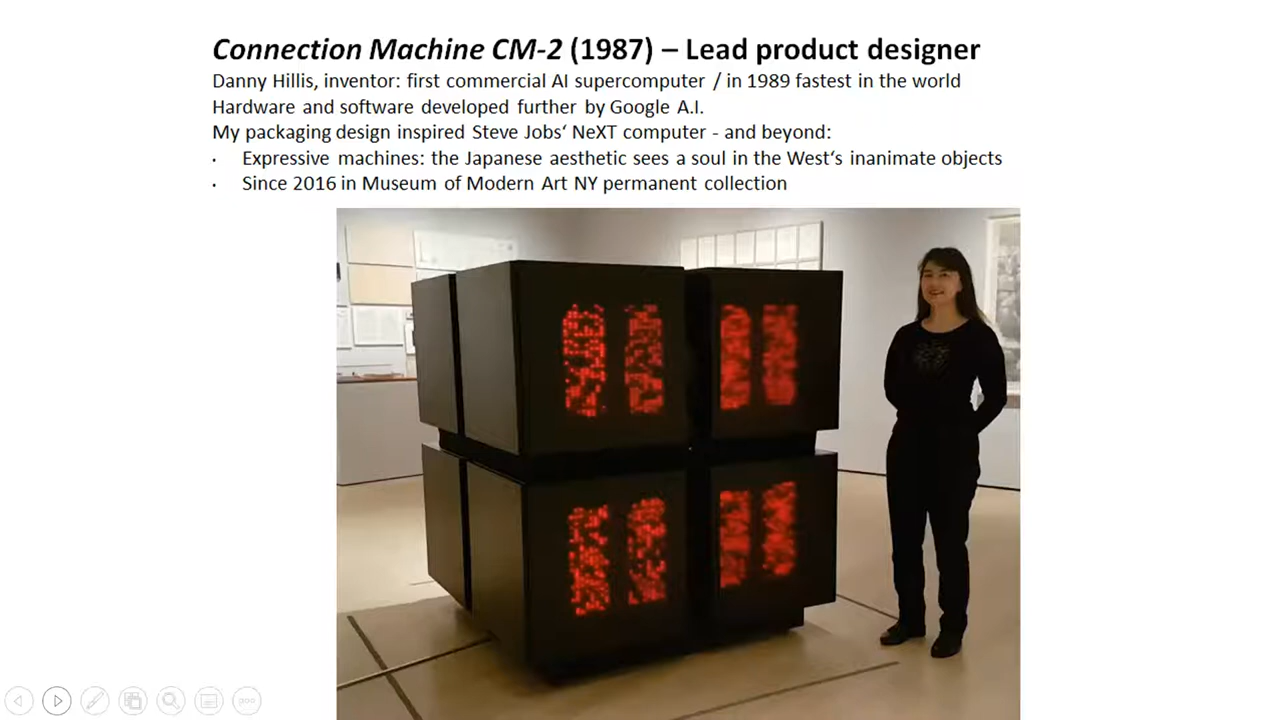 Connection Machine CM-2 (1987) – Lead product designer
Danny Hillis, inventor: first commercial AI supercomputer / in 1989 fastest in the world
Hardware and software developed further by Google A.I.
My packaging design inspired Steve Jobs‘ NeXT computer - and beyond:
· Expressive machines: the Japanese aesthetic sees a soul in the West‘s inanimate objects
· Since 2016 in Museum of Modern Art NY permanent collection